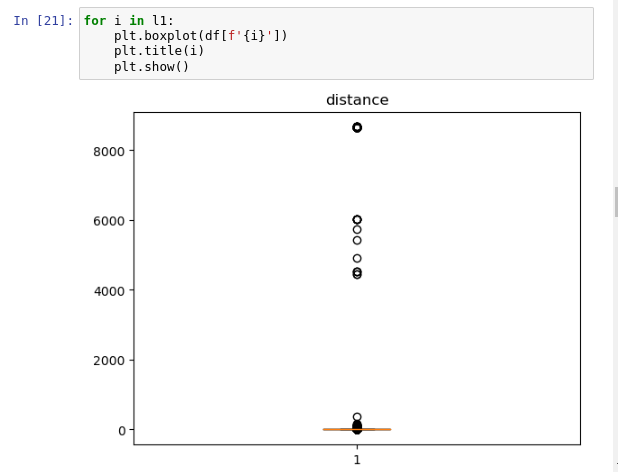 In [21]: for i in l1:
    plt.boxplot(df[f'{i}'])
    plt.title(i)
    plt.show()
distance
8000
6000
4000
2000
0
1